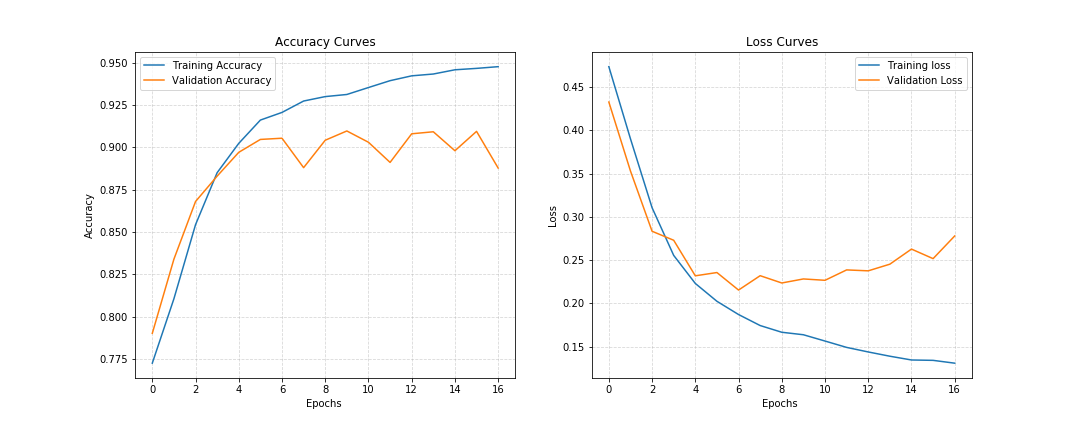 Accuracy Curves
Training Accuracy
Validation Accuracy
0.950
0.925
0.900
0.875
0.850
0.825
0.800
0.775
Accuracy
0 2 4 6 8 10 12 14 16
Epochs
Loss Curves
Training loss
Validation Loss
0.45
0.40
0.35
0.30
0.25
0.20
0.15
Loss
0 2 4 6 8 10 12 14 16
Epochs